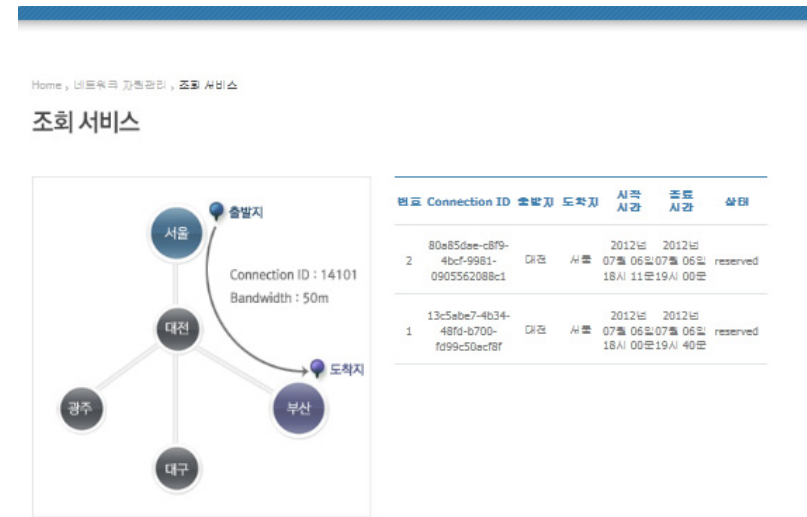 Home , 네트워크 자원관리 , 조회 서비스
조회 서비스
출발지
서울
Connection ID : 14101
Bandwidth : 50m
대전
도착지
광주
부산
대구
번호 Connection ID 출발지 도착지 시작 시간 종료 시간 상태
80a85dae-c8f9-
2012년 2012년
2 4bcf-9981- 대전 서울 07월 06일07월 06일 reserved
0905562088c1 18시 11분19시 00분
13c5abe7-4b34-
2012년 2012년
1 48fd-b700- 대전 서울 07월 06일07월 06일 reserved
fd99c50acf8f 18시 00분19시 40분